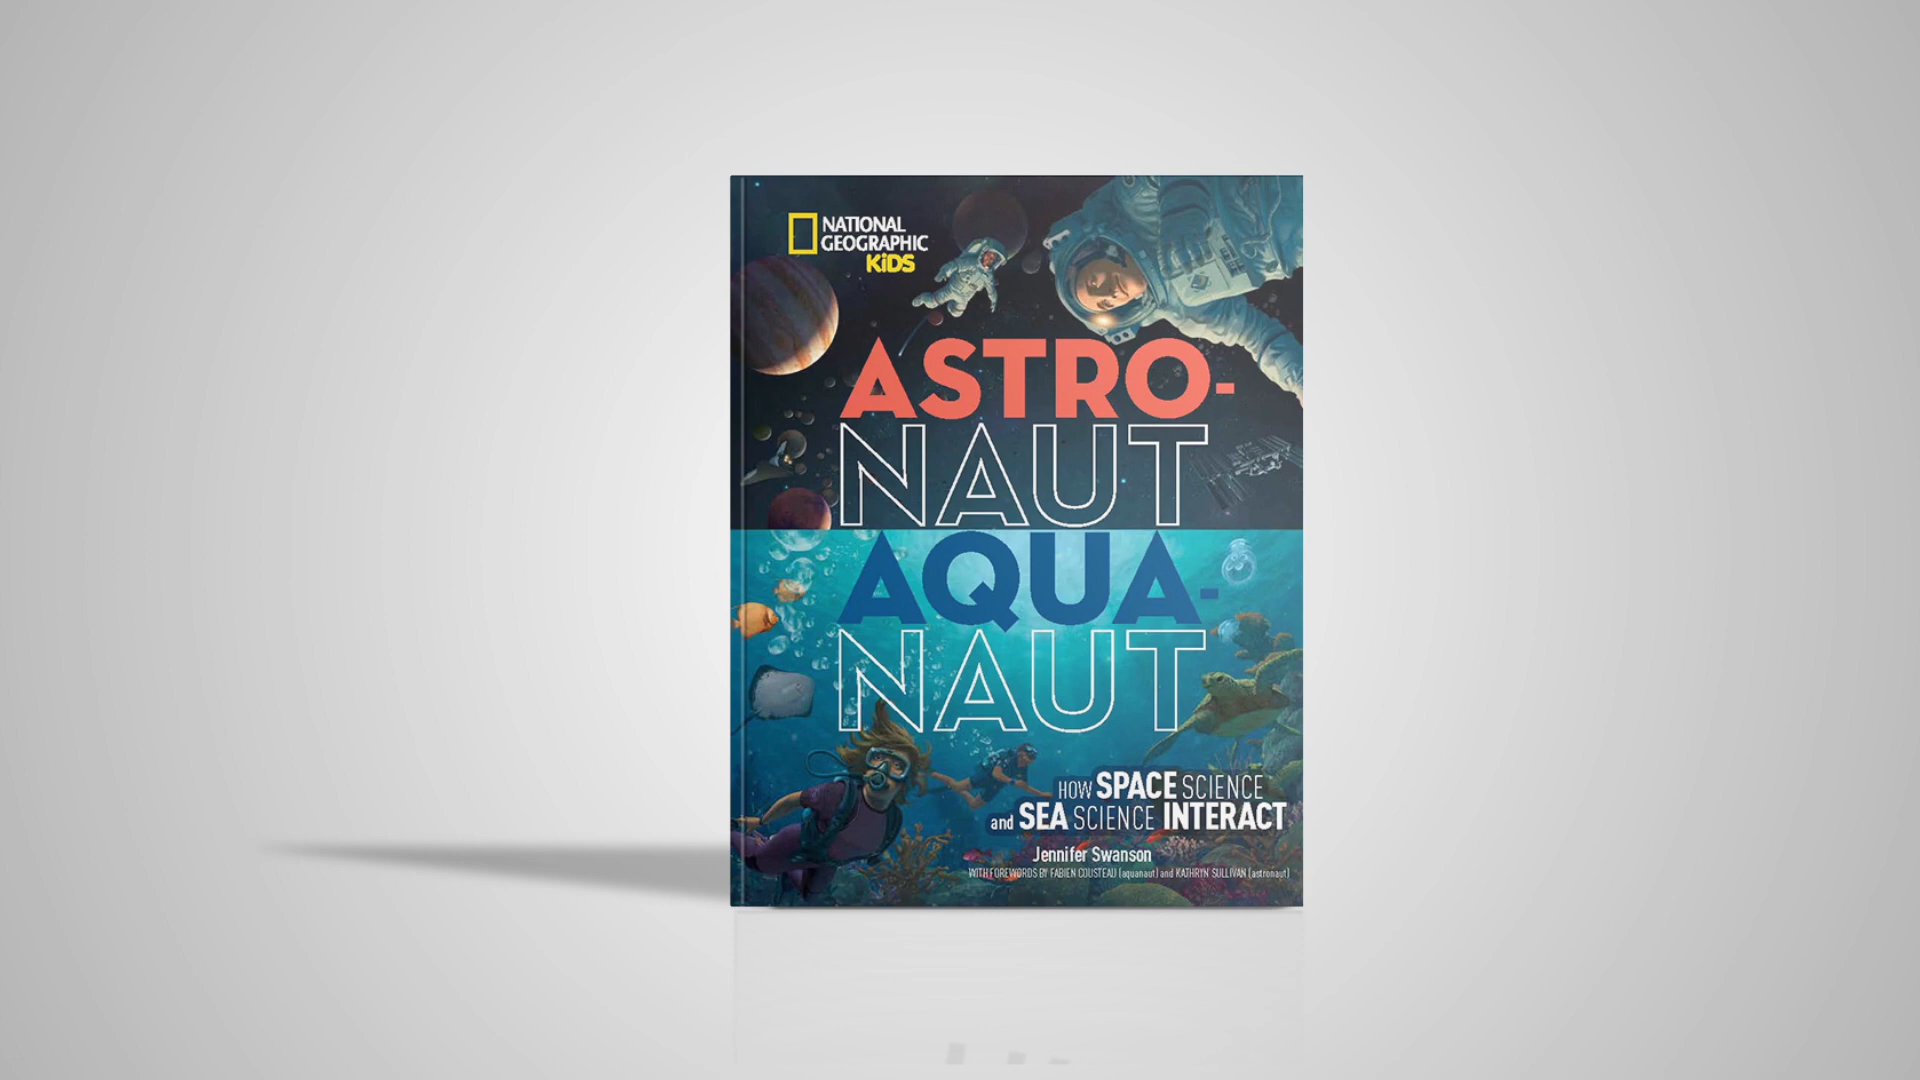 NATIONAL
GEOGRAPHIC
KiDS
ASTRO-
NAUT
AQUA-
NAUT
HOW SPACE SCIENCE
and SEA SCIENCE INTERACT
Jennifer Swanson
WITH FOREWORDS BY FABIEN COUSTEAU (aquanaut) and KATHRYN SULLIVAN (astronaut)